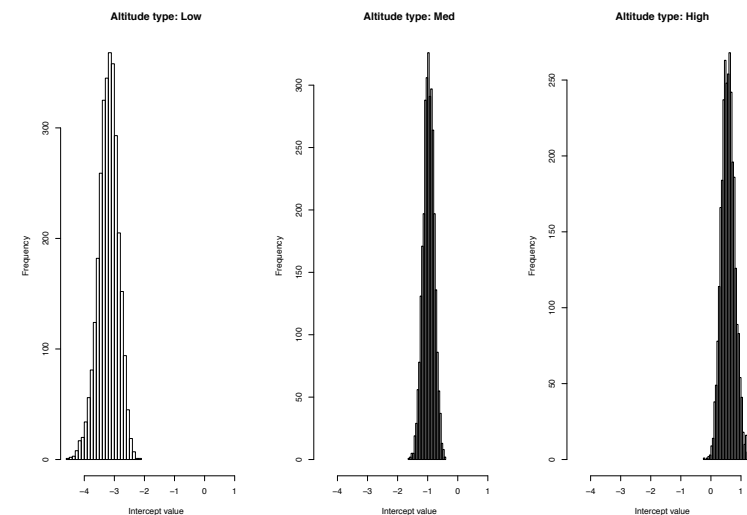 Altitude type: Low
Frequency
300
200
100
0
−4 −3 −2 −1 0 1
Intercept value
Altitude type: Med
Frequency
300
250
200
150
100
50
0
−4 −3 −2 −1 0 1
Intercept value
Altitude type: High
Frequency
250
200
150
100
50
0
−4 −3 −2 −1 0 1
Intercept value